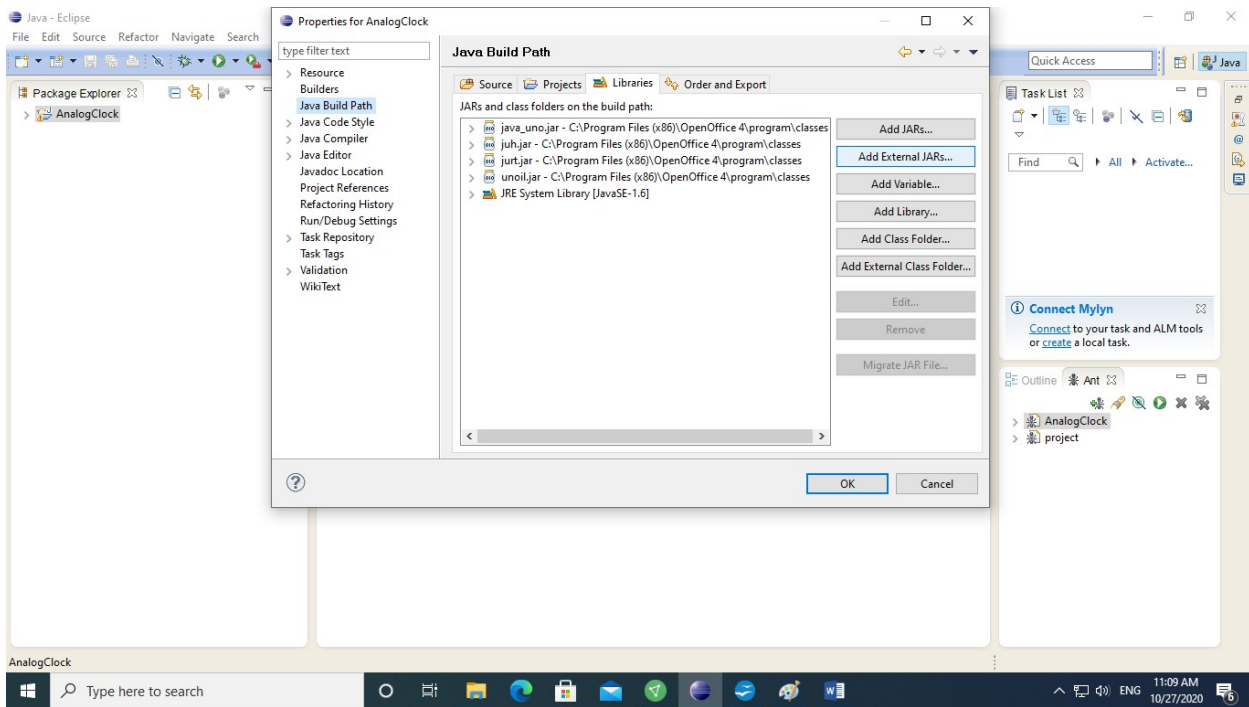 Java - Eclipse
File Edit Source Refactor Navigate Search
Quick Access
Java
Package Explorer
AnalogClock
Properties for AnalogClock
type filter text
Resource
Builders
Java Build Path
Java Code Style
Java Compiler
Java Editor
Javadoc Location
Project References
Refactoring History
Run/Debug Settings
Task Repository
Task Tags
Validation
WikiText
Java Build Path
Source Projects Libraries Order and Export
JARs and class folders on the build path:
java_uno.jar - C:\Program Files (x86)\OpenOffice 4\program\classes
juh.jar - C:\Program Files (x86)\OpenOffice 4\program\classes
jurt.jar - C:\Program Files (x86)\OpenOffice 4\program\classes
unoil.jar - C:\Program Files (x86)\OpenOffice 4\program\classes
JRE System Library [JavaSE-1.6]
Add JARs...
Add External JARs...
Add Variable...
Add Library...
Add Class Folder...
Add External Class Folder...
Edit...
Remove
Migrate JAR File...
OK Cancel
Task List
Find All Activate...
Connect Mylyn
Connect to your task and ALM tools
or create a local task.
Outline Ant
AnalogClock
project
AnalogClock
Type here to search
ENG
11:09 AM
10/27/2020
6